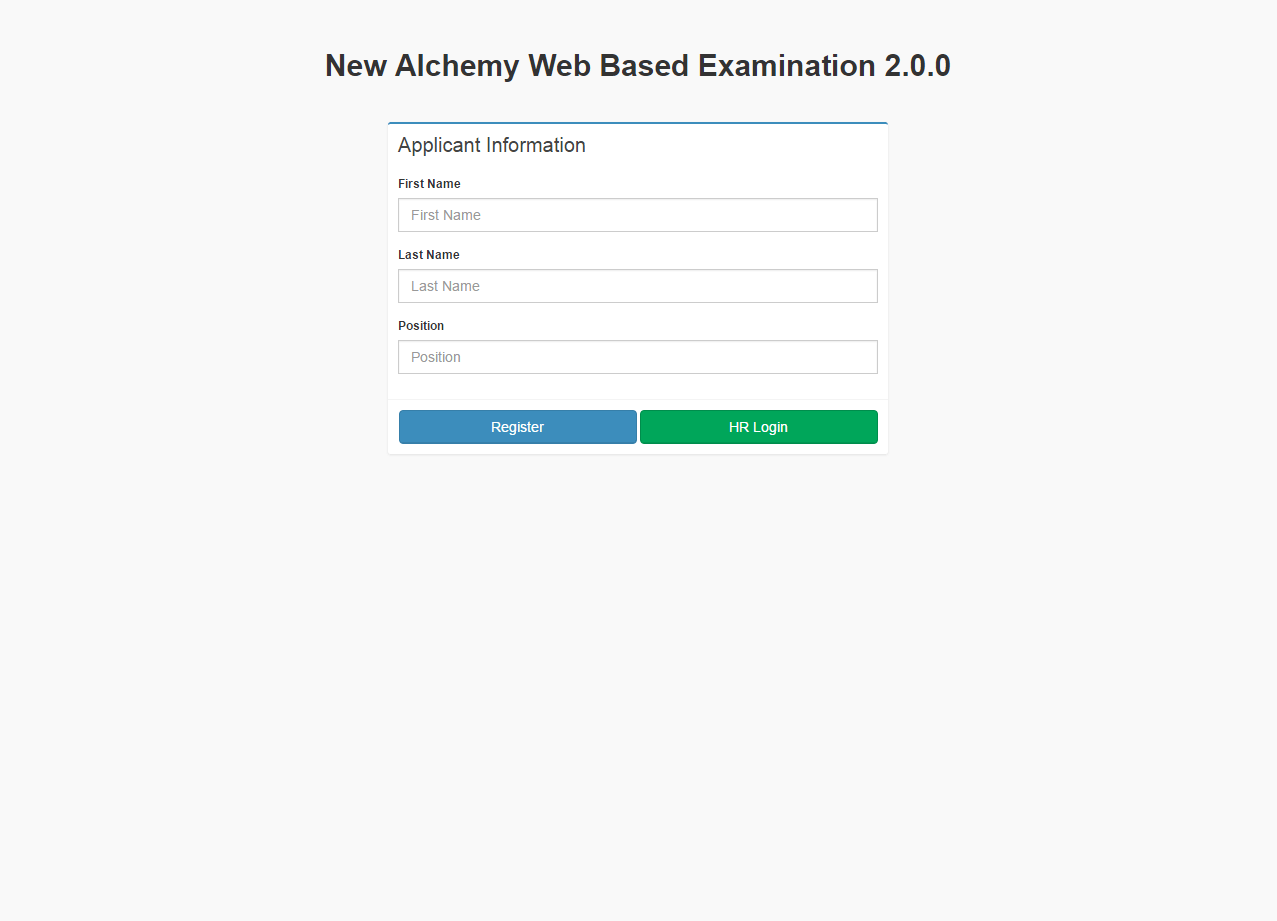 New Alchemy Web Based Examination 2.0.0
Applicant Information
First Name
First Name
Last Name
Last Name
Position
Position
Register HR Login